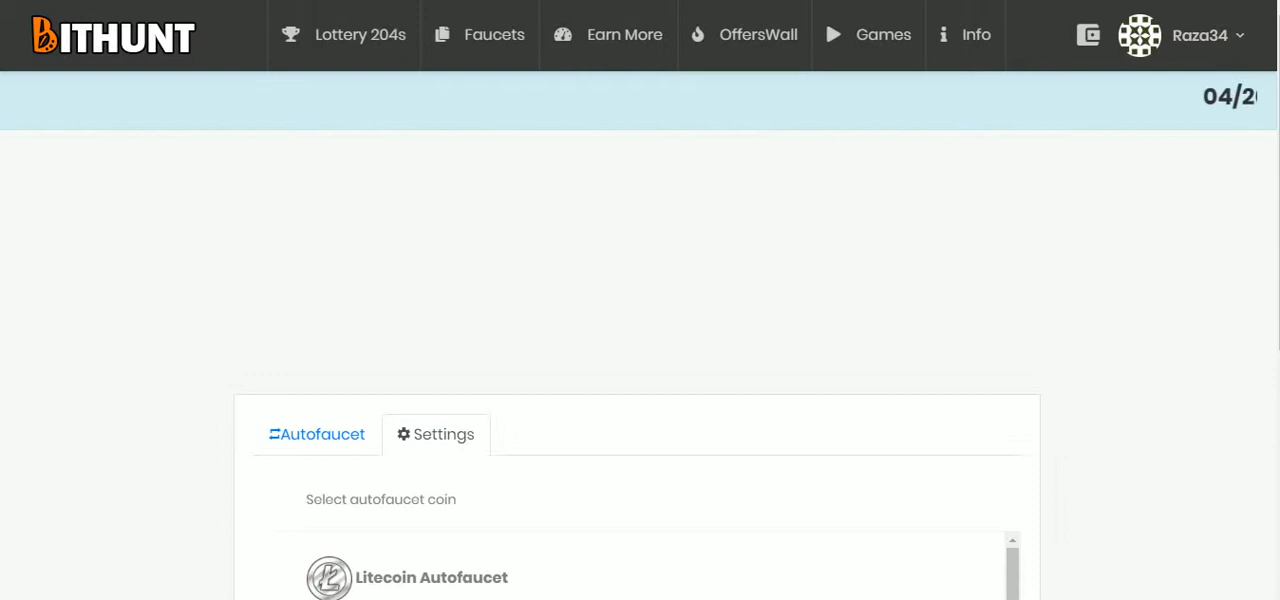 BITHUNT
Lottery 204s
Faucets
Earn More
OffersWall
Games
Info
Raza34
04/2
Autofaucet
Settings
Select autofaucet coin
Litecoin Autofaucet